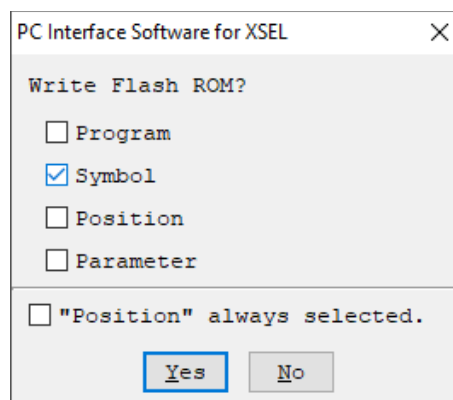 PC Interface Software for XSEL
Write Flash ROM?
Program
Symbol
Position
Parameter
"Position" always selected.
Yes No